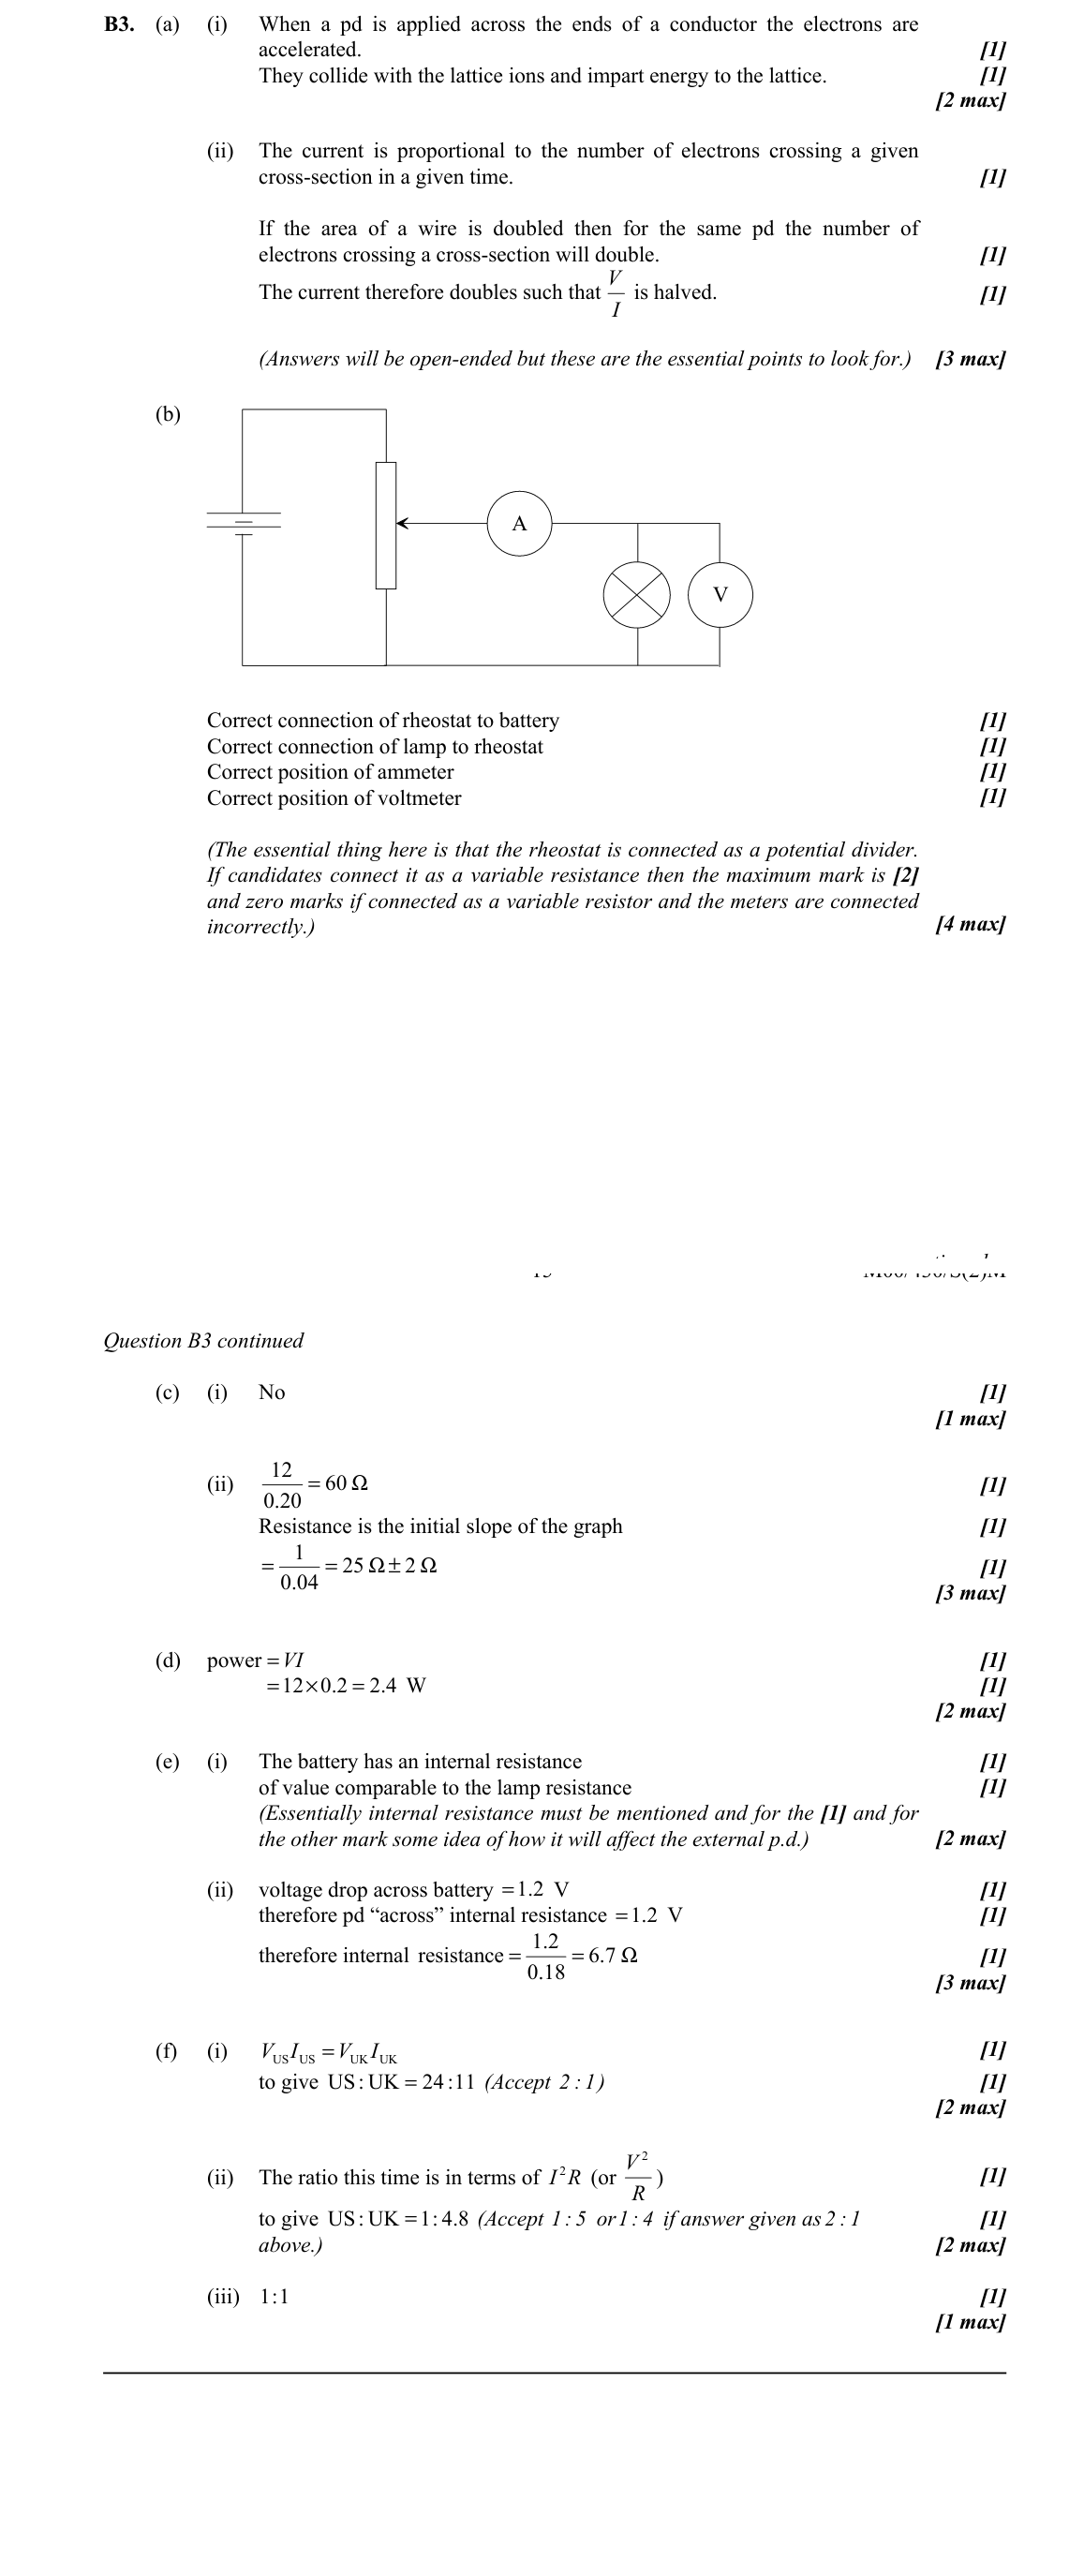 B3. (a) (i) When a pd is applied across the ends of a conductor the electrons are
accelerated. [1]
They collide with the lattice ions and impart energy to the lattice. [1]
[2 max]
(ii) The current is proportional to the number of electrons crossing a given
cross-section in a given time. [1]
If the area of a wire is doubled then for the same pd the number of
electrons crossing a cross-section will double. [1]
The current therefore doubles such that V/I is halved. [1]
(Answers will be open-ended but these are the essential points to look for.) [3 max]
(b)
A
V
Correct connection of rheostat to battery [1]
Correct connection of lamp to rheostat [1]
Correct position of ammeter [1]
Correct position of voltmeter [1]
(The essential thing here is that the rheostat is connected as a potential divider.
If candidates connect it as a variable resistance then the maximum mark is [2]
and zero marks if connected as a variable resistor and the meters are connected
incorrectly.) [4 max]
Question B3 continued
(c) (i) No [1]
[1 max]
(ii) 12/0.20 = 60 Ω [1]
Resistance is the initial slope of the graph [1]
= 1/0.04 = 25 Ω ± 2 Ω [1]
[3 max]
(d) power = VI [1]
= 12×0.2 = 2.4 W [1]
[2 max]
(e) (i) The battery has an internal resistance [1]
of value comparable to the lamp resistance [1]
(Essentially internal resistance must be mentioned and for the [1] and for
the other mark some idea of how it will affect the external p.d.) [2 max]
(ii) voltage drop across battery = 1.2 V [1]
therefore pd “across” internal resistance = 1.2 V [1]
therefore internal resistance = 1.2/0.18 = 6.7 Ω [1]
[3 max]
(f) (i) V_US I_US = V_UK I_UK [1]
to give US : UK = 24 : 11 (Accept 2 : 1) [1]
[2 max]
(ii) The ratio this time is in terms of I²R (or V²/R) [1]
to give US : UK = 1 : 4.8 (Accept 1 : 5 or 1 : 4 if answer given as 2 : 1 [1]
above.) [2 max]
(iii) 1:1 [1]
[1 max]